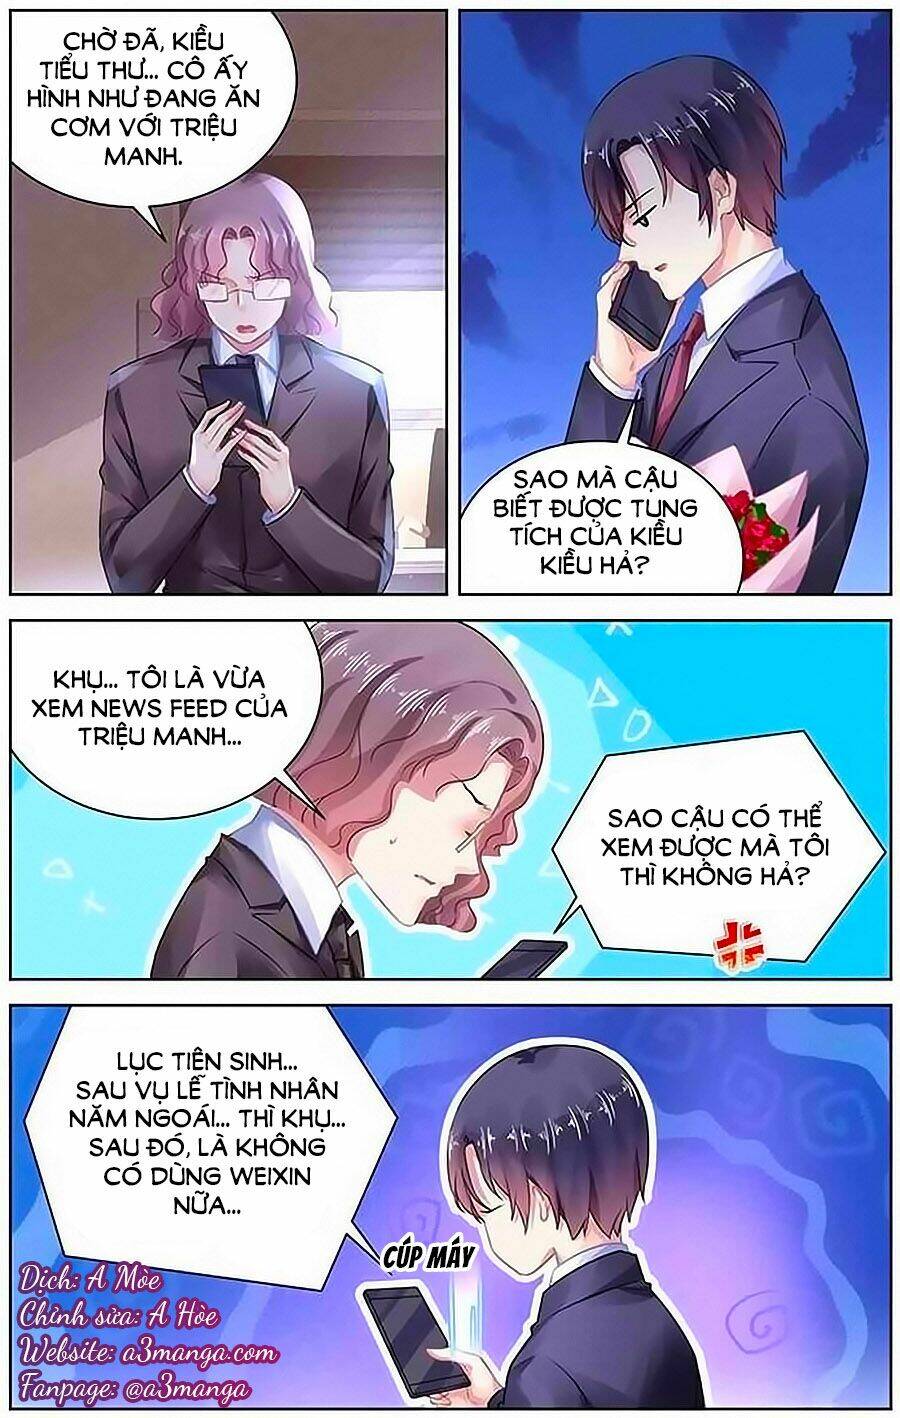 CHỜ ĐÃ, KIỀU
TIỂU THƯ... CÔ ẤY
HÌNH NHƯ ĐANG ĂN
CƠM VỚI TRIỆU
MANH.
SAO MÀ CẬU
BIẾT ĐƯỢC TUNG
TÍCH CỦA KIỀU
KIỀU HẢ?
KHỤ... TÔI LÀ VỪA
XEM NEWS FEED CỦA
TRIỆU MANH...
SAO CẬU CÓ THỂ
XEM ĐƯỢC MÀ TÔI
THÌ KHÔNG HẢ?
LỤC TIÊN SINH...
SAU VỤ LỄ TÌNH NHÂN
NĂM NGOÁI... THÌ KHỤ...
SAU ĐÓ, LÀ KHÔNG
CÓ DÙNG WEIXIN
NỮA...
CÚP MÁY
Dịch: A Mòe
Chỉnh sửa: A Hòe
Website: a3manga.com
Fanpage: @a3manga